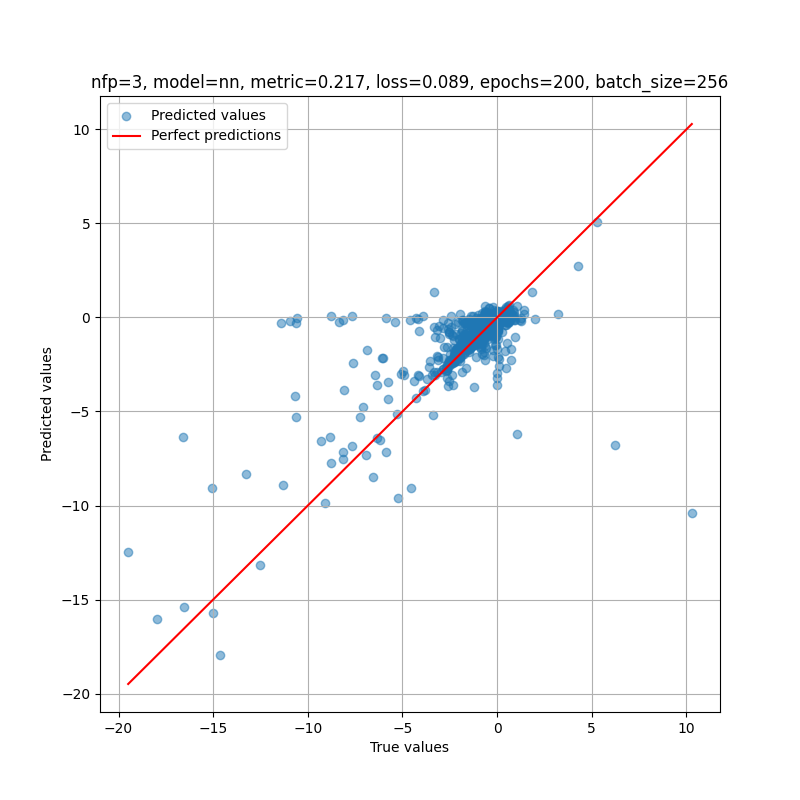 nfp=3, model=nn, metric=0.217, loss=0.089, epochs=200, batch_size=256
Predicted values
Perfect predictions
10
5
0
−5
−10
−15
−20
Predicted values
−20 −15 −10 −5 0 5 10
True values